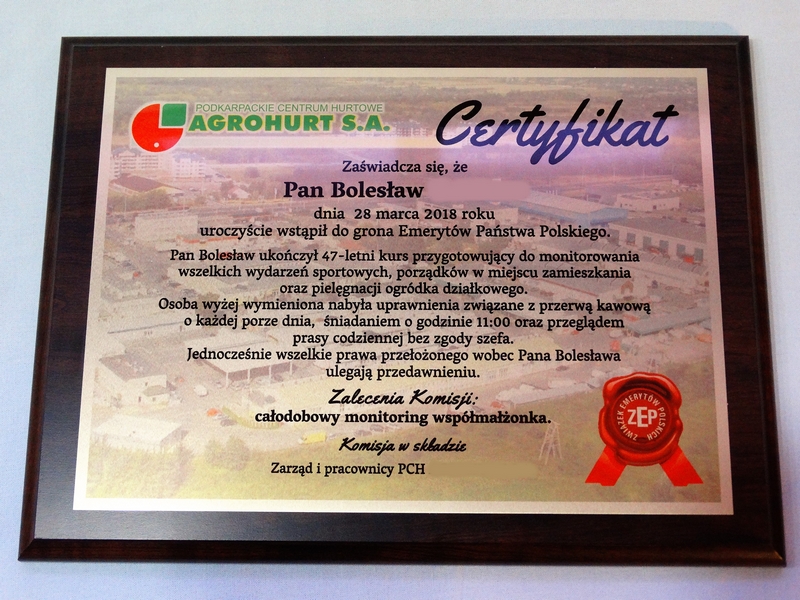 PODKARPACKIE CENTRUM HURTOWE
AGROHURT S.A.
Certyfikat
Zaświadcza się, że
Pan Bolesław
dnia 28 marca 2018 roku
uroczyście wstąpił do grona Emerytów Państwa Polskiego.
Pan Bolesław ukończył 47-letni kurs przygotowujący do monitorowania
wszelkich wydarzeń sportowych, porządków w miejscu zamieszkania
oraz pielęgnacji ogródka działkowego.
Osoba wyżej wymieniona nabyła uprawnienia związane z przerwą kawową
o każdej porze dnia, śniadaniem o godzinie 11:00 oraz przeglądem
prasy codziennej bez zgody szefa.
Jednocześnie wszelkie prawa przełożonego wobec Pana Bolesława
ulegają przedawnieniu.
Zalecenia Komisji:
całodobowy monitoring współmałżonka.
Komisja w składzie
Zarząd i pracownicy PCH
ZWIĄZEK EMERYTÓW POLSKICH
ZEP